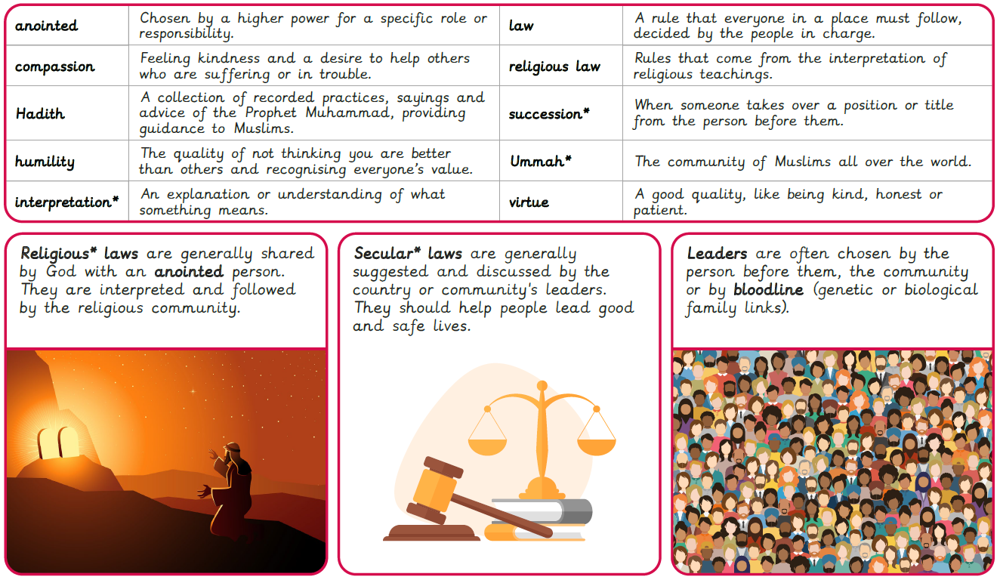 anointed
Chosen by a higher power for a specific role or
responsibility.
law
A rule that everyone in a place must follow,
decided by the people in charge.
compassion
Feeling kindness and a desire to help others
who are suffering or in trouble.
religious law
Rules that come from the interpretation of
religious teachings.
Hadith
A collection of recorded practices, sayings and
advice of the Prophet Muhammad, providing
guidance to Muslims.
succession*
When someone takes over a position or title
from the person before them.
humility
The quality of not thinking you are better
than others and recognising everyone's value.
Ummah*
The community of Muslims all over the world.
interpretation*
An explanation or understanding of what
something means.
virtue
A good quality, like being kind, honest or
patient.
Religious* laws are generally shared
by God with an anointed person.
They are interpreted and followed
by the religious community.
Secular* laws are generally
suggested and discussed by the
country or community's leaders.
They should help people lead good
and safe lives.
Leaders are often chosen by the
person before them, the community
or by bloodline (genetic or biological
family links).